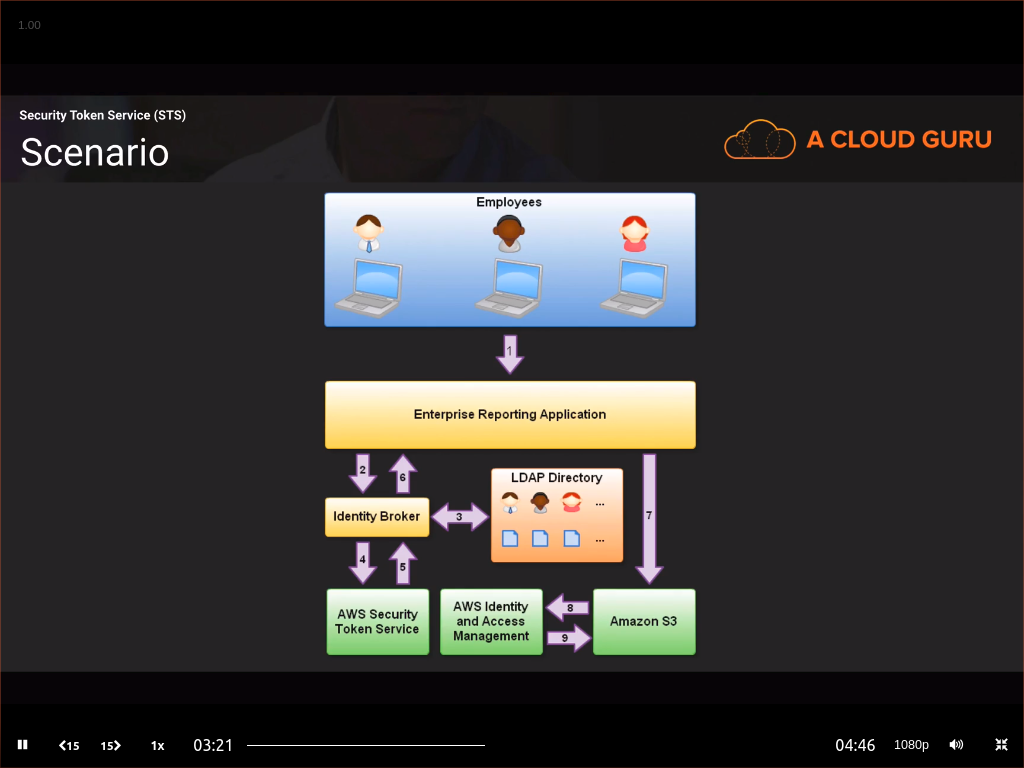 1.00
Security Token Service (STS)
Scenario
A CLOUD GURU
Employees
1
Enterprise Reporting Application
2
6
LDAP Directory
...
Identity Broker
3
7
...
4
5
AWS Security
Token Service
AWS Identity
and Access
Management
8
9
Amazon S3
15
15
1x
03:21
04:46
1080p